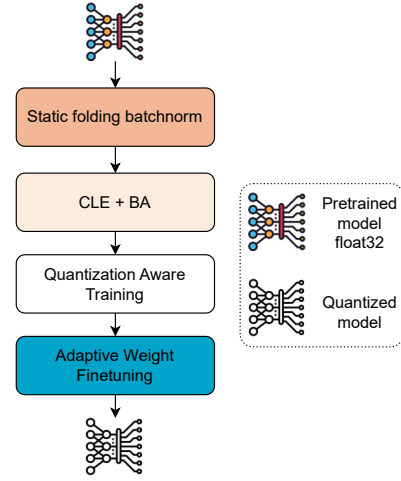 Static folding batchnorm
CLE + BA
Quantization Aware
Training
Adaptive Weight
Finetuning
Pretrained
model
float32
Quantized
model